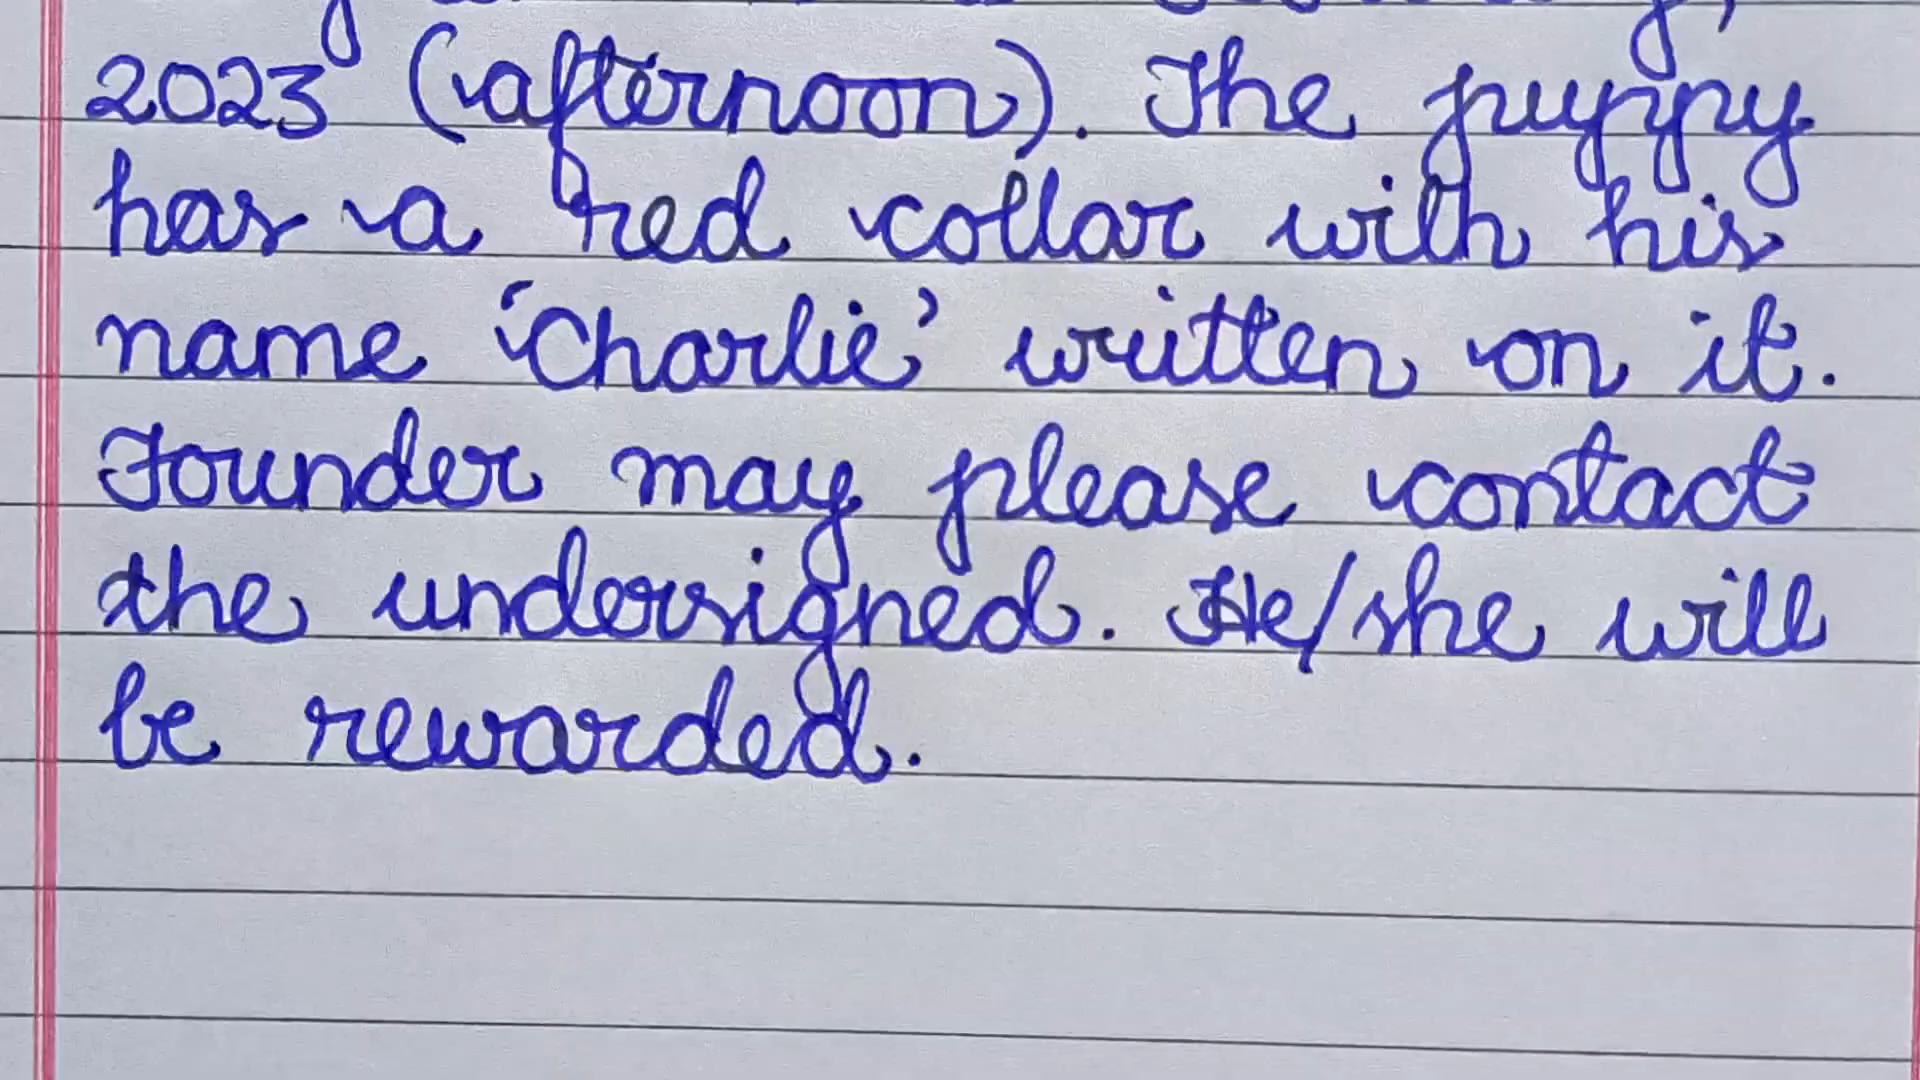 2023 (afternoon). The puppy
has a red collar with his
name 'Charlie' written on it.
Founder may please contact
the undersigned. He/she will
be rewarded.